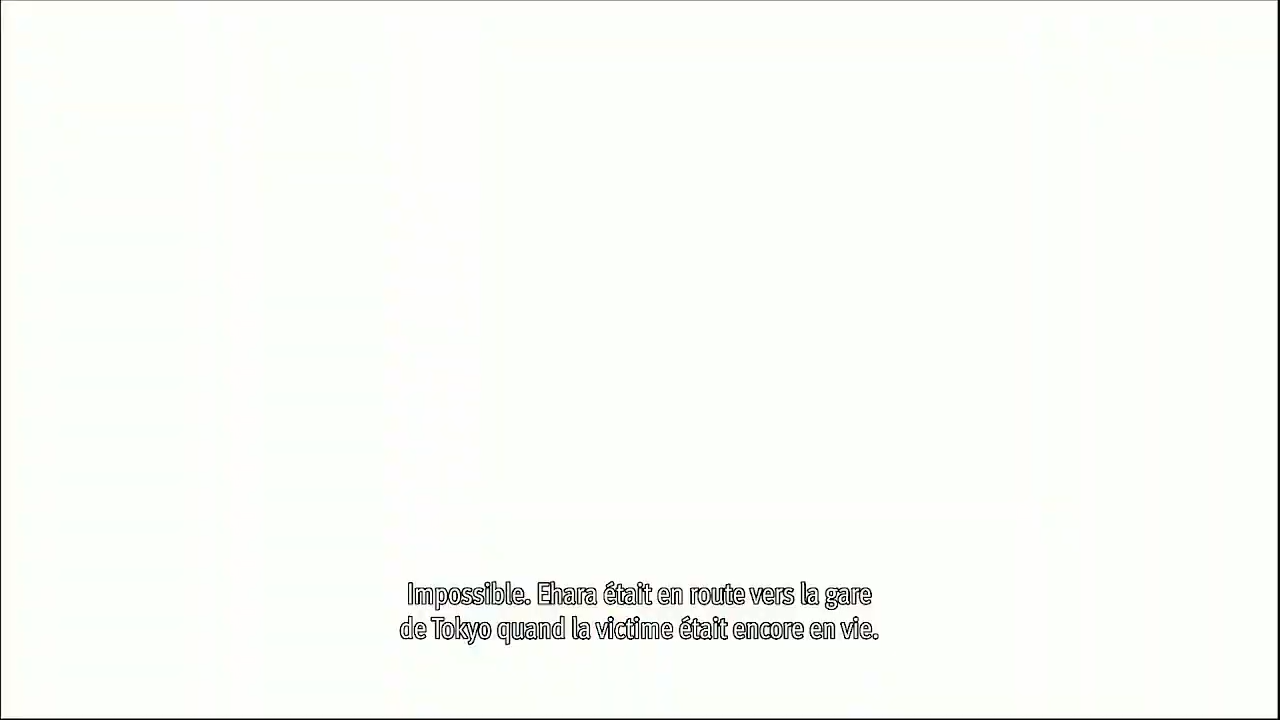 Impossible. Ehara était en route vers la gare
de Tokyo quand la victime était encore en vie.